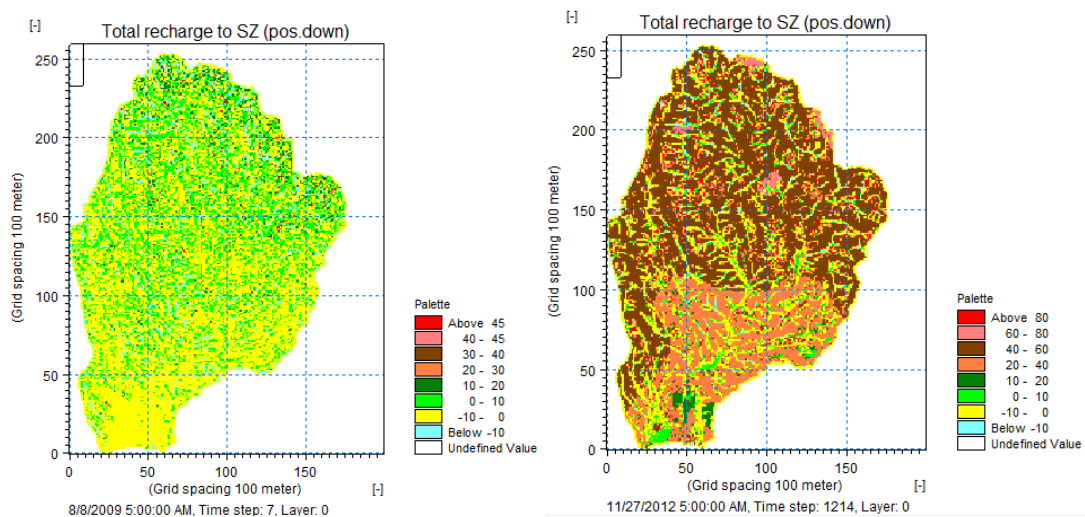 [-]
Total recharge to SZ (pos.down)
250
200
150
100
50
0
0
50
100
150
(Grid spacing 100 meter)
(Grid spacing 100 meter)
[-]
8/8/2009 5:00:00 AM, Time step: 7, Layer: 0
Palette
Above 45
40 - 45
30 - 40
20 - 30
10 - 20
0 - 10
-10 - 0
Below -10
Undefined Value
[-]
Total recharge to SZ (pos.down)
250
200
150
100
50
0
0
50
100
150
(Grid spacing 100 meter)
(Grid spacing 100 meter)
[-]
11/27/2012 5:00:00 AM, Time step: 1214, Layer: 0
Palette
Above 80
60 - 80
40 - 60
20 - 40
10 - 20
0 - 10
-10 - 0
Below -10
Undefined Value